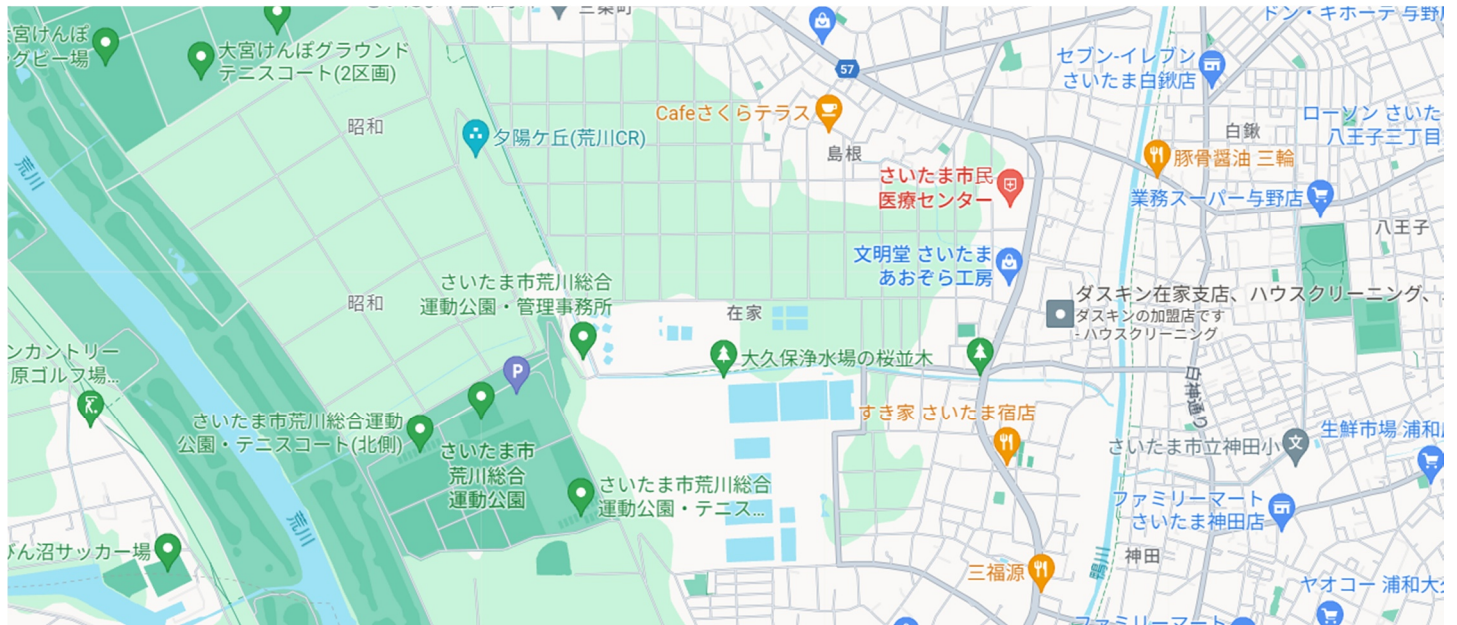 三条町
ドン・キホーテ 与野
大宮けんぽ
グビー場
大宮けんぽグラウンド
テニスコート(2区画)
57
セブン-イレブン
さいたま白鍬店
Cafeさくらテラス
昭和
夕陽ケ丘(荒川CR)
島根
白鍬
ローソン さいた
八王子二丁目
豚骨醤油 三輪
さいたま市民
医療センター
業務スーパー与野店
荒川
八王子
文明堂 さいたま
あおぞら工房
さいたま市荒川総合
運動公園・管理事務所
昭和
在家
ダスキン在家支店、ハウスクリーニング、
ダスキンの加盟店です
- ハウスクリーニング
ンカントリー
原ゴルフ場...
P
大久保浄水場の桜並木
白神通り
さいたま市荒川総合運動
公園・テニスコート(北側)
すき家 さいたま宿店
さいたま市
荒川総合
運動公園
さいたま市立神田小
文
生鮮市場 浦和
さいたま市荒川総合
運動公園・テニス...
ファミリーマート
さいたま神田店
荒川
びん沼サッカー場
鴨川
神田
三福源
ヤオコー 浦和大
ファミリーマート